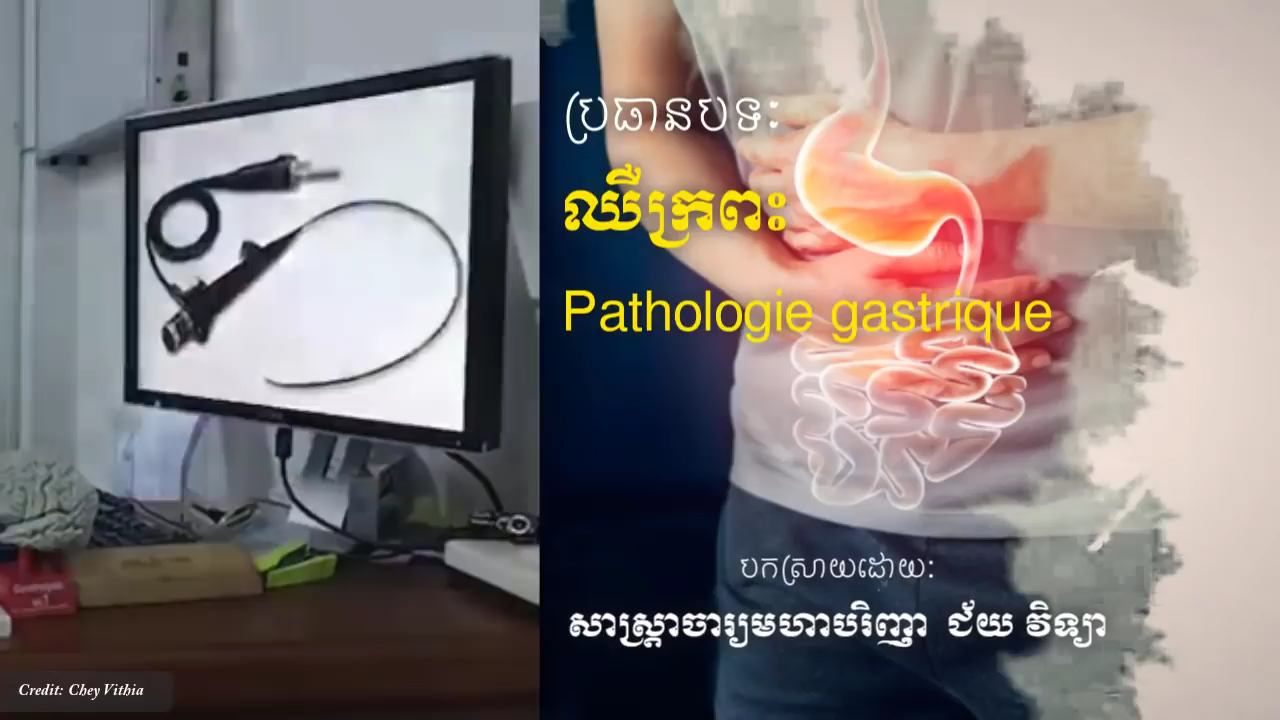 ប្រធានបទ៖
ឈឺក្រពះ
Pathologie gastrique
បកស្រាយដោយ៖
សាស្ត្រាចារ្យមហាបរិញ្ញា ជ័យ វិទ្យា
Credit: Chey Vithia